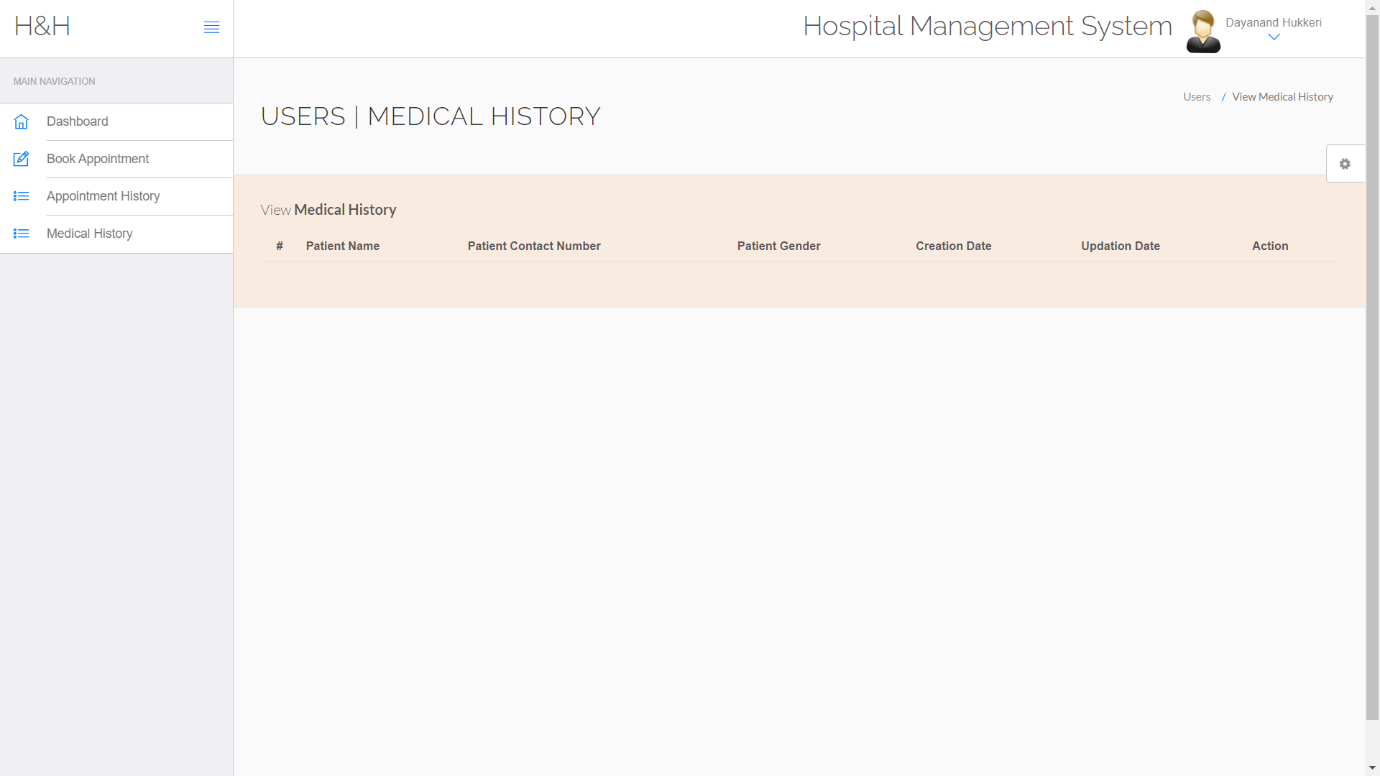 H&H
Hospital Management System
Dayanand Hukkeri
MAIN NAVIGATION
Dashboard
Book Appointment
Appointment History
Medical History
Users / View Medical History
USERS | MEDICAL HISTORY
View Medical History
# Patient Name Patient Contact Number Patient Gender Creation Date Updation Date Action